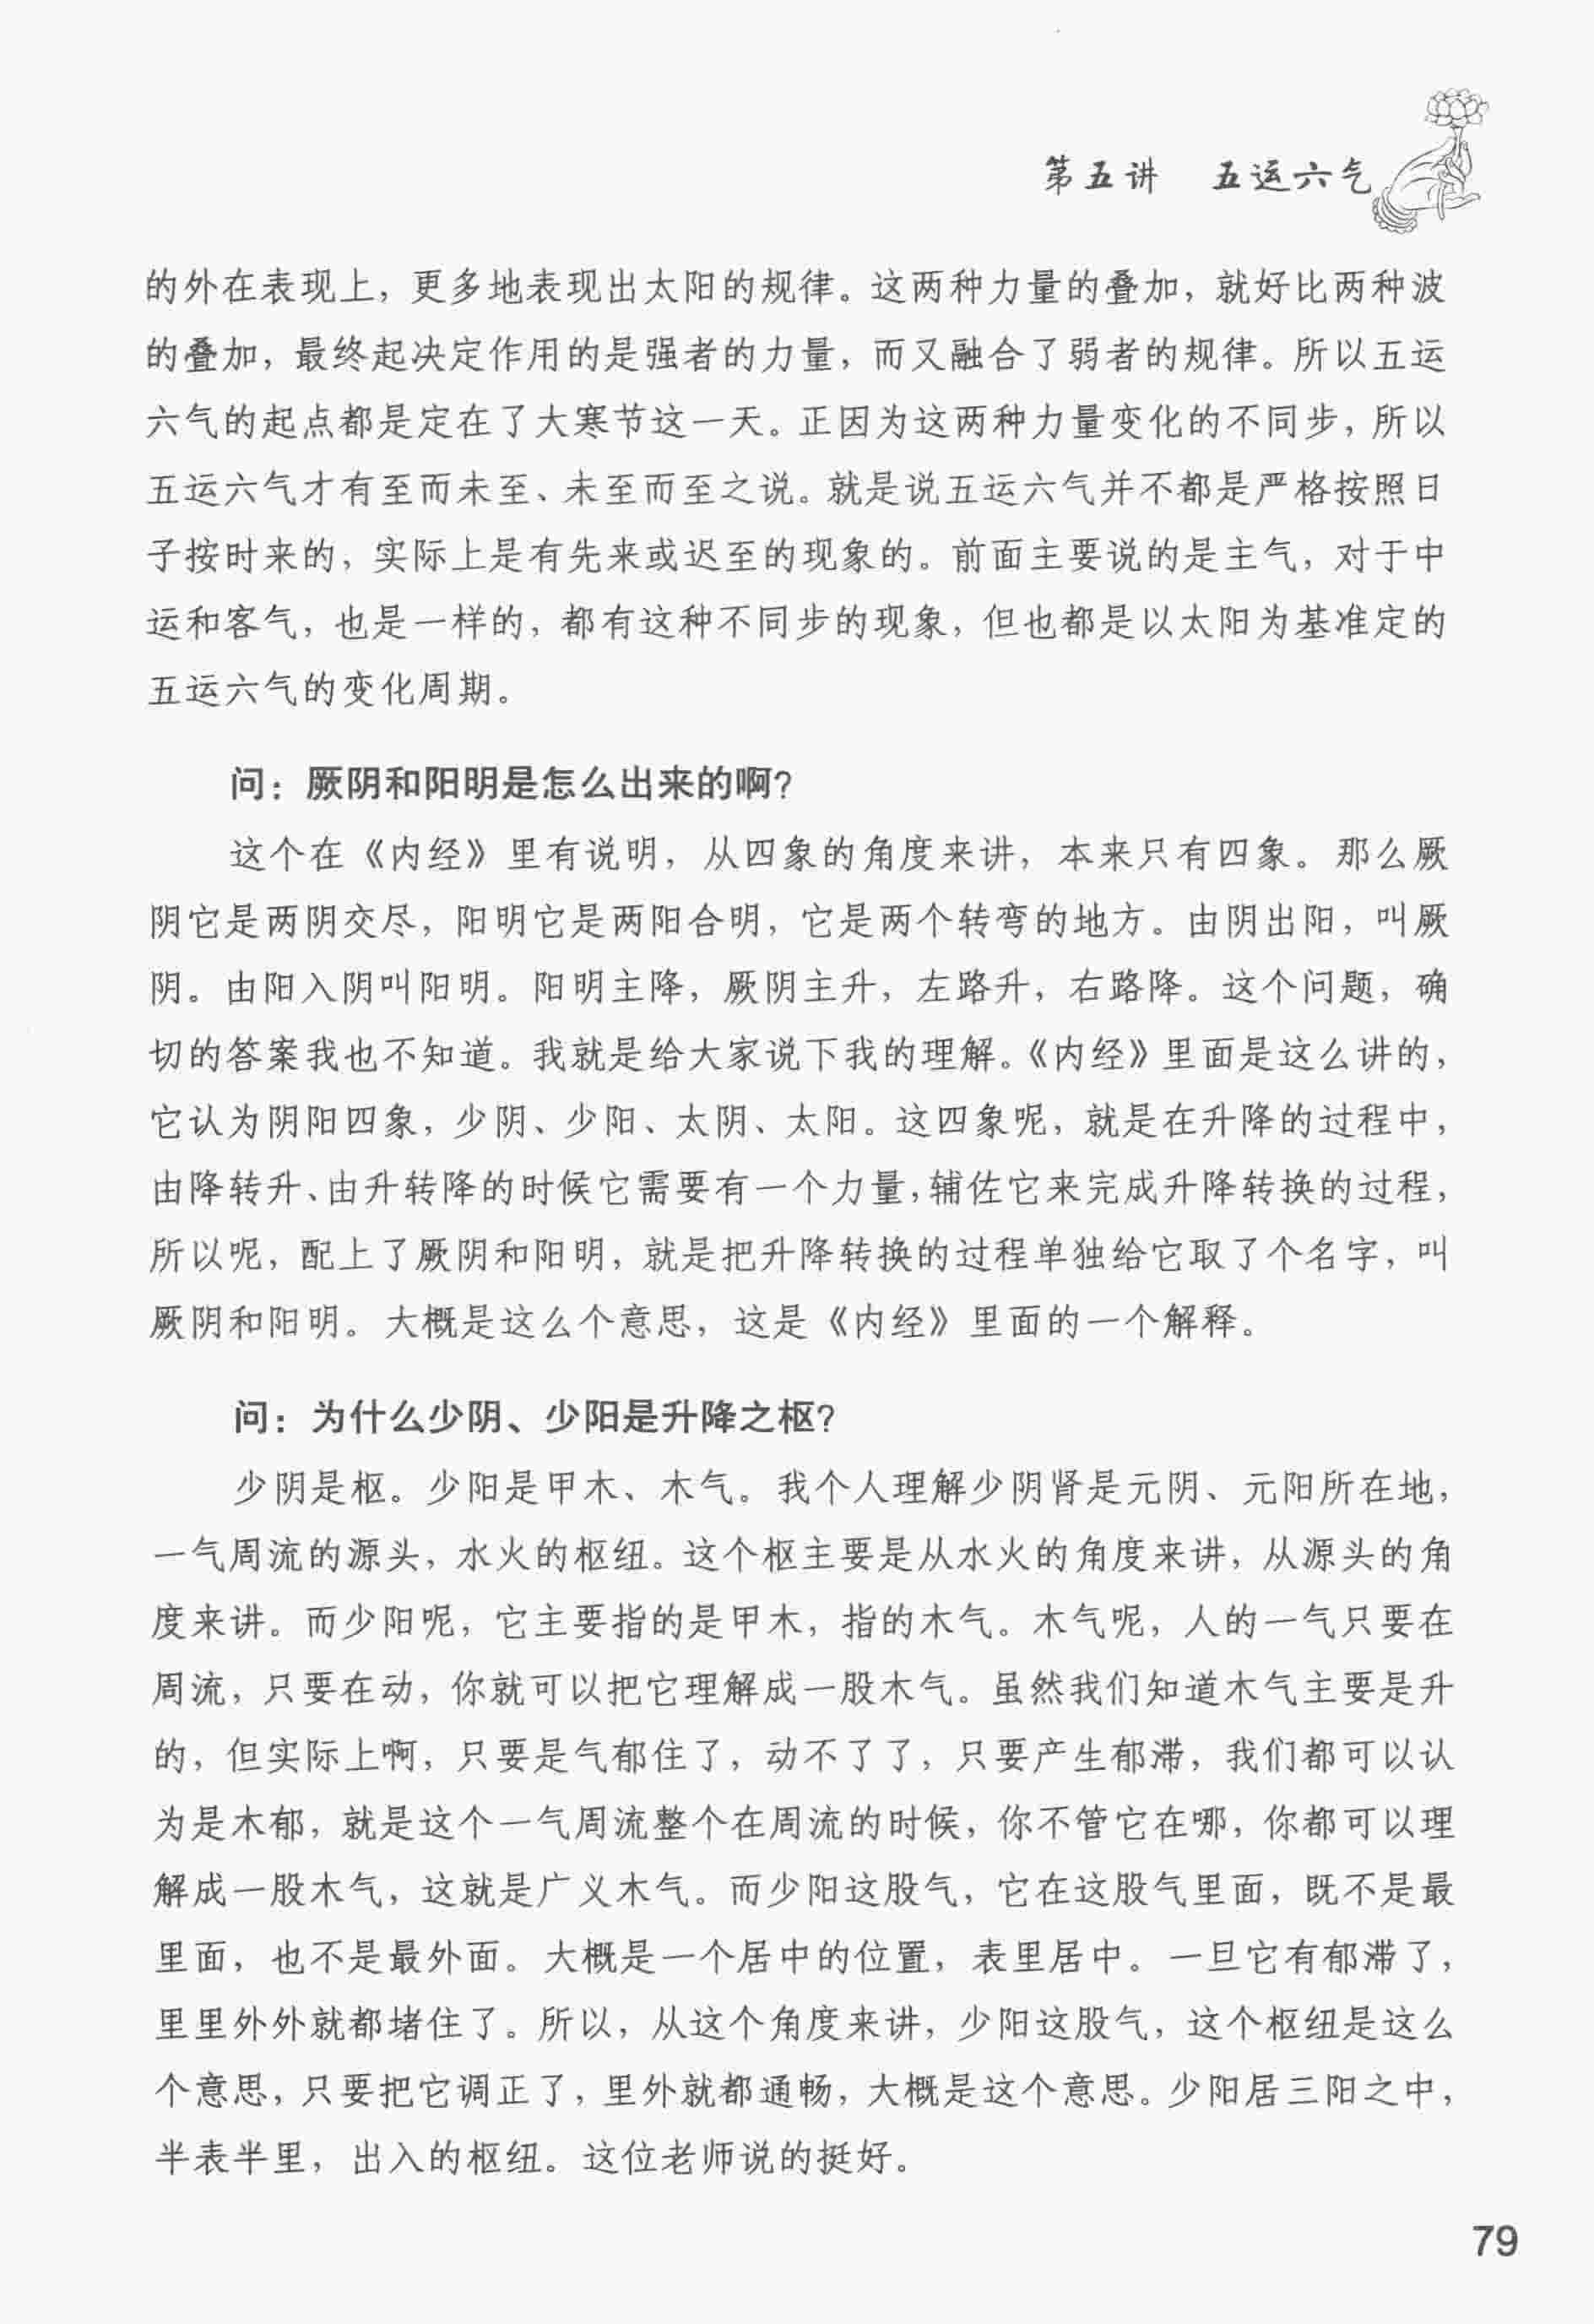 第五讲 五运六气
的外在表现上，更多地表现出太阳的规律。这两种力量的叠加，就好比两种波
的叠加，最终起决定作用的是强者的力量，而又融合了弱者的规律。所以五运
六气的起点都是定在了大寒节这一天。正因为这两种力量变化的不同步，所以
五运六气才有至而未至、未至而至之说。就是说五运六气并不都是严格按照日
子按时来的，实际上是有先来或迟至的现象的。前面主要说的是主气，对于中
运和客气，也是一样的，都有这种不同步的现象，但也都是以太阳为基准定的
五运六气的变化周期。
问：厥阴和阳明是怎么出来的啊？
这个在《内经》里有说明，从四象的角度来讲，本来只有四象。那么厥
阴它是两阴交尽，阳明它是两阳合明，它是两个转弯的地方。由阴出阳，叫厥
阴。由阳入阴叫阳明。阳明主降，厥阴主升，左路升，右路降。这个问题，确
切的答案我也不知道。我就是给大家说下我的理解。《内经》里面是这么讲的，
它认为阴阳四象，少阴、少阳、太阴、太阳。这四象呢，就是在升降的过程中，
由降转升、由升转降的时候它需要有一个力量，辅佐它来完成升降转换的过程，
所以呢，配上了厥阴和阳明，就是把升降转换的过程单独给它取了个名字，叫
厥阴和阳明。大概是这么个意思，这是《内经》里面的一个解释。
问：为什么少阴、少阳是升降之枢？
少阴是枢。少阳是甲木、木气。我个人理解少阴肾是元阴、元阳所在地，
一气周流的源头，水火的枢纽。这个枢主要是从水火的角度来讲，从源头的角
度来讲。而少阳呢，它主要指的是甲木，指的木气。木气呢，人的一气只要在
周流，只要在动，你就可以把它理解成一股木气。虽然我们知道木气主要是升
的，但实际上啊，只要是气郁住了，动不了了，只要产生郁滞，我们都可以认
为是木郁，就是这个一气周流整个在周流的时候，你不管它在哪，你都可以理
解成一股木气，这就是广义木气。而少阳这股气，它在这股气里面，既不是最
里面，也不是最外面。大概是一个居中的位置，表里居中。一旦它有郁滞了，
里里外外就都堵住了。所以，从这个角度来讲，少阳这股气，这个枢纽是这么
个意思，只要把它调正了，里外就都通畅，大概是这个意思。少阳居三阳之中，
半表半里，出入的枢纽。这位老师说的挺好。
79